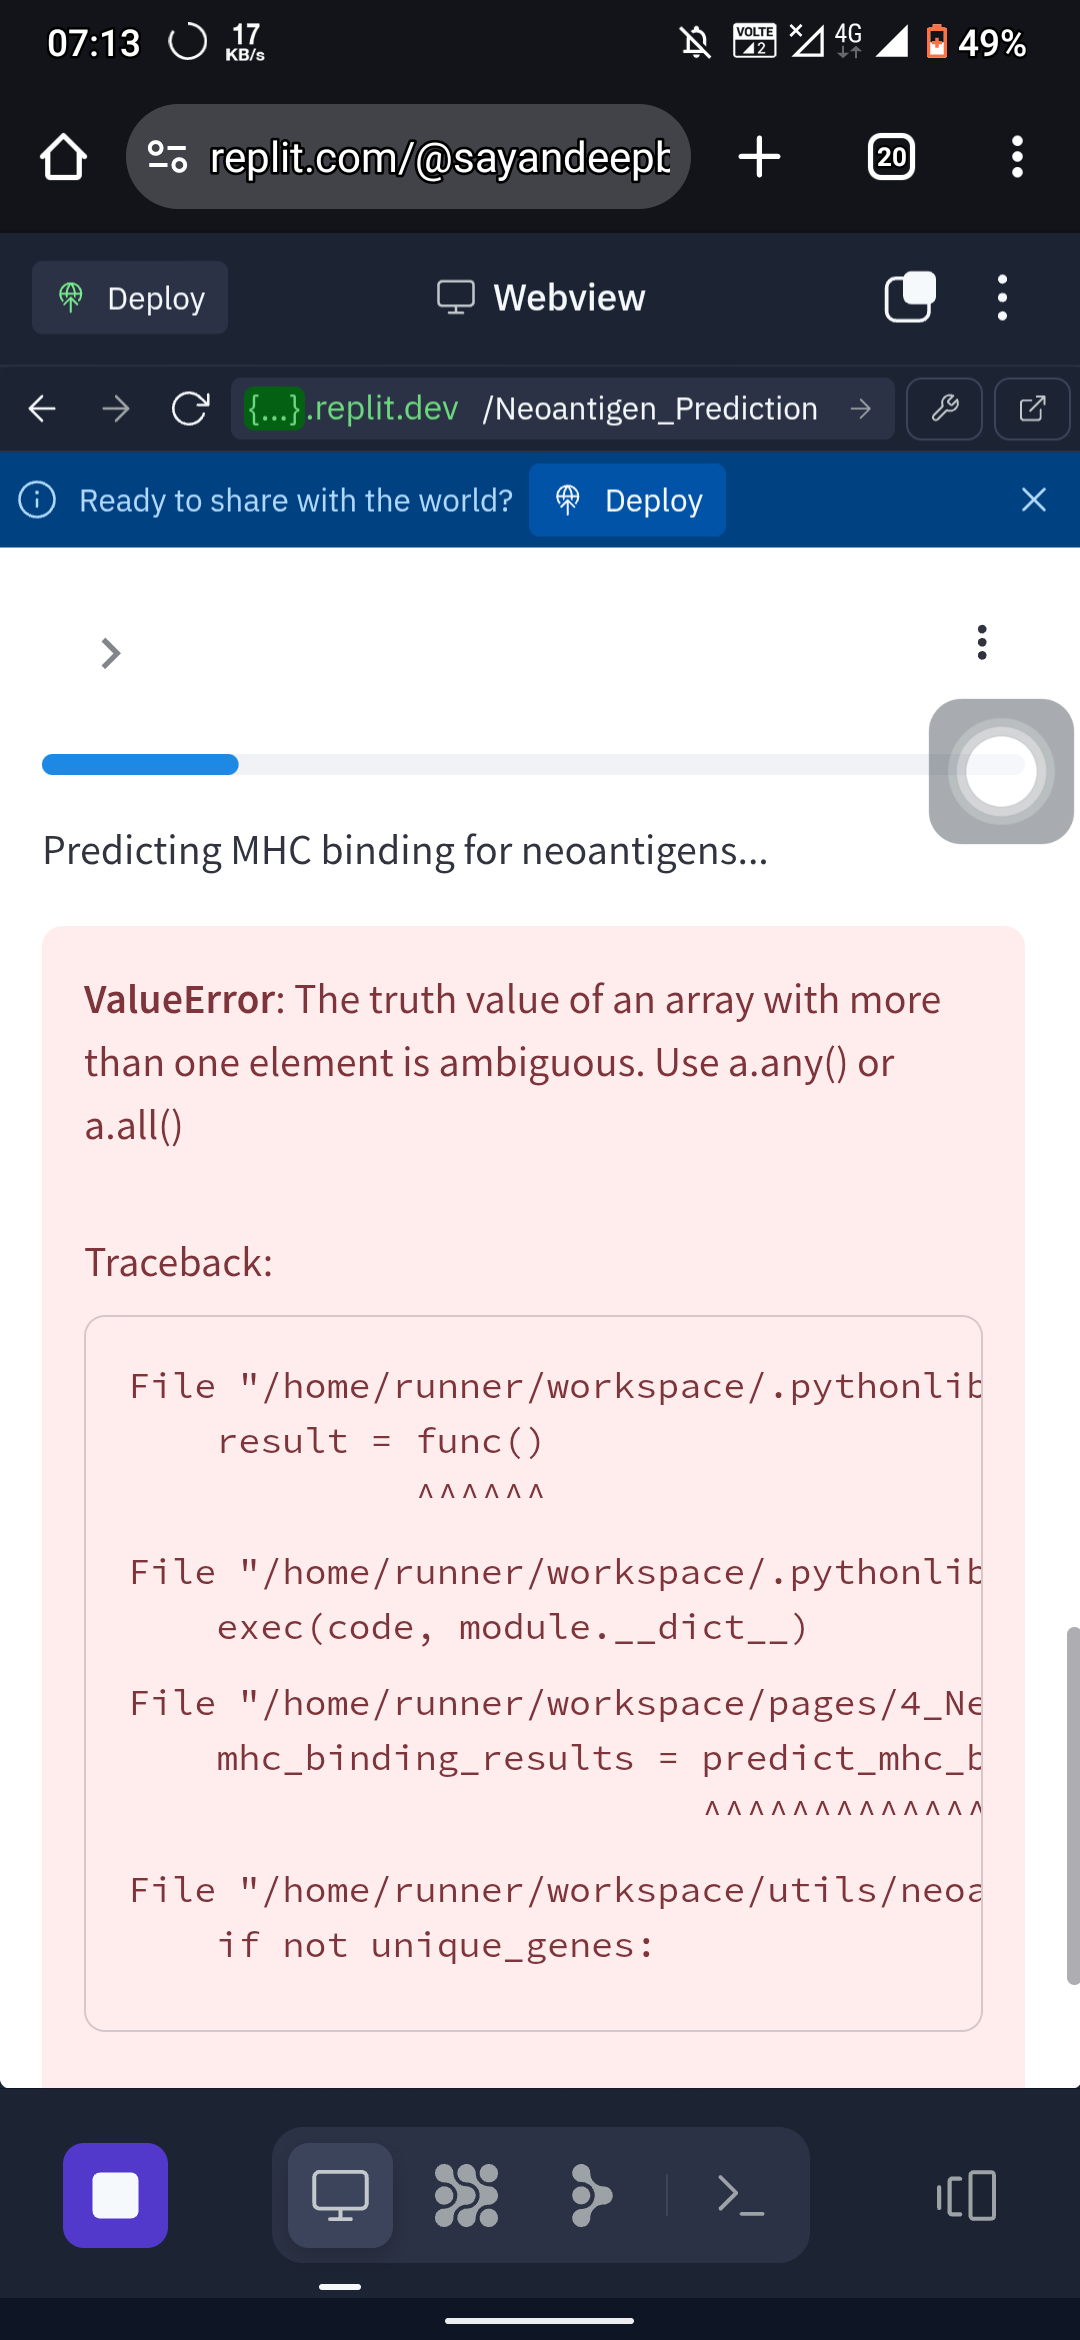 07:13 17 KB/s VOLTE 2 4G 49%
replit.com/@sayandeepb 20
Deploy Webview
{...}.replit.dev /Neoantigen_Prediction
Ready to share with the world? Deploy
Predicting MHC binding for neoantigens...
ValueError: The truth value of an array with more
than one element is ambiguous. Use a.any() or
a.all()
Traceback:
File "/home/runner/workspace/.pythonlib
result = func()
^^^^^^
File "/home/runner/workspace/.pythonlib
exec(code, module.__dict__)
File "/home/runner/workspace/pages/4_Ne
mhc_binding_results = predict_mhc_b
^^^^^^^^^^^^^
File "/home/runner/workspace/utils/neoa
if not unique_genes: